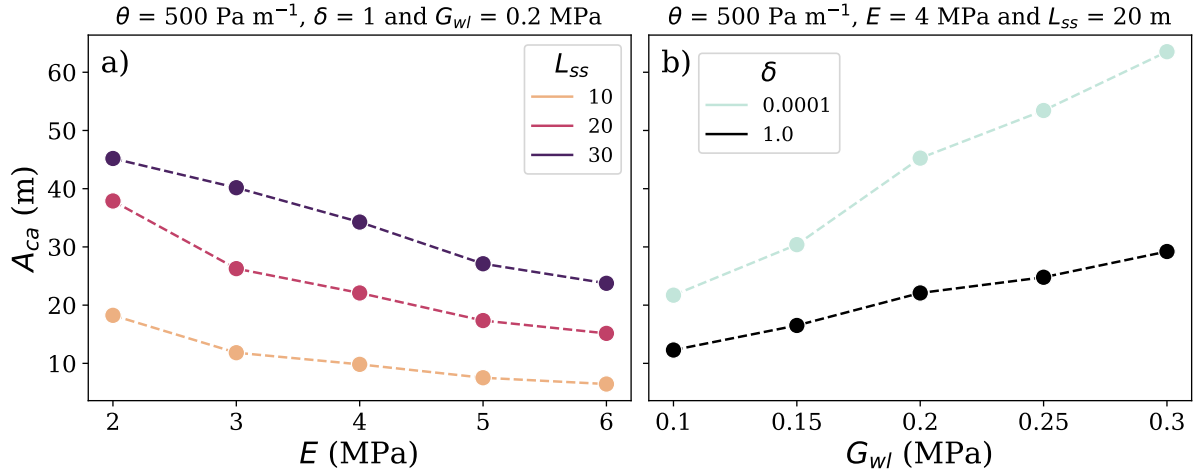 θ = 500 Pa m⁻¹, δ = 1 and G_wl = 0.2 MPa
a)
L_ss
10
20
30
60
50
40
30
20
10
A_ca (m)
2 3 4 5 6
E (MPa)
θ = 500 Pa m⁻¹, E = 4 MPa and L_ss = 20 m
b)
δ
0.0001
1.0
0.1 0.15 0.2 0.25 0.3
G_wl (MPa)